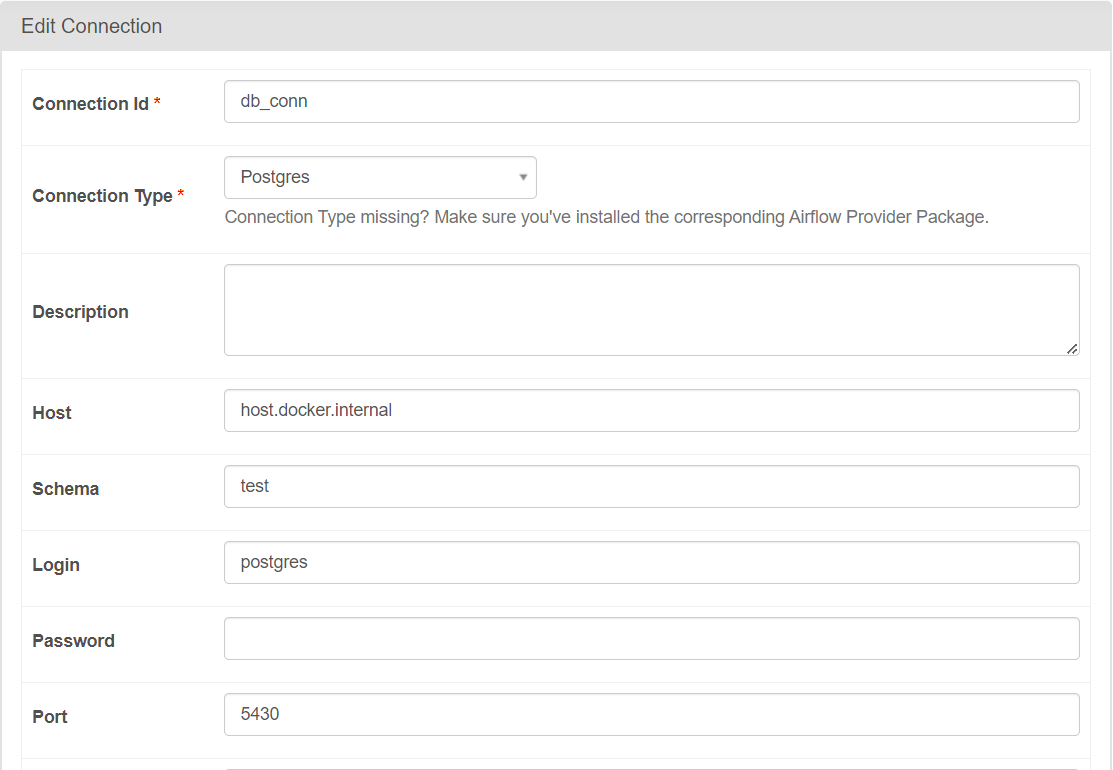 Edit Connection
Connection Id *
db_conn
Connection Type *
Postgres
Connection Type missing? Make sure you've installed the corresponding Airflow Provider Package.
Description
Host
host.docker.internal
Schema
test
Login
postgres
Password
Port
5430